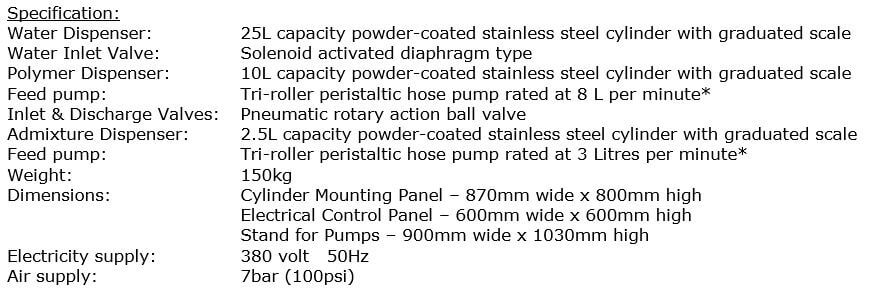 Specification:
Water Dispenser: 25L capacity powder-coated stainless steel cylinder with graduated scale
Water Inlet Valve: Solenoid activated diaphragm type
Polymer Dispenser: 10L capacity powder-coated stainless steel cylinder with graduated scale
Feed pump: Tri-roller peristaltic hose pump rated at 8 L per minute*
Inlet & Discharge Valves: Pneumatic rotary action ball valve
Admixture Dispenser: 2.5L capacity powder-coated stainless steel cylinder with graduated scale
Feed pump: Tri-roller peristaltic hose pump rated at 3 Litres per minute*
Weight: 150kg
Dimensions: Cylinder Mounting Panel – 870mm wide x 800mm high
Electrical Control Panel – 600mm wide x 600mm high
Stand for Pumps – 900mm wide x 1030mm high
Electricity supply: 380 volt 50Hz
Air supply: 7bar (100psi)